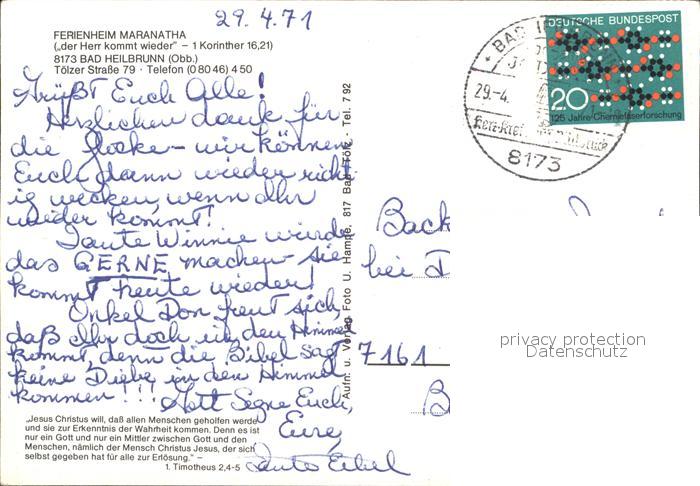 29.4.71
FERIENHEIM MARANATHA
(„der Herr kommt wieder" – 1 Korinther 16,21)
8173 BAD HEILBRUNN (Obb.)
Tölzer Straße 79 · Telefon (0 80 46) 4 50
Grüßt Euch Alle!
Herzlichen dank für
die Glocke – wir können
Euch dann wieder richt-
ig wecken, wenn Ihr
wieder kommt!
Tante Winnie würde
das GERNE machen – sie
kommt heute wieder!
Onkel Don freut sich,
daß Ihr doch in den Himmel
kommt, denn die Bibel sagt
keine Diebe in den Himmel
kommen!!! Gott Segne Euch,
Eure,
Tante Ethel
„Jesus Christus will, daß allen Menschen geholfen werde
und sie zur Erkenntnis der Wahrheit kommen. Denn es ist
nur ein Gott und nur ein Mittler zwischen Gott und den
Menschen, nämlich der Mensch Christus Jesus, der sich
selbst gegeben hat für alle zur Erlösung." –
1. Timotheus 2,4-5
Aufn. u. Verlag Foto U. Hampe, 817 Bad Tölz, · Tel. 7 92
DEUTSCHE BUNDESPOST
20
125 Jahre Chemiefaserforschung
BAD
29.-4.
8173
Back
bei D
7161
B
privacy protection
Datenschutz